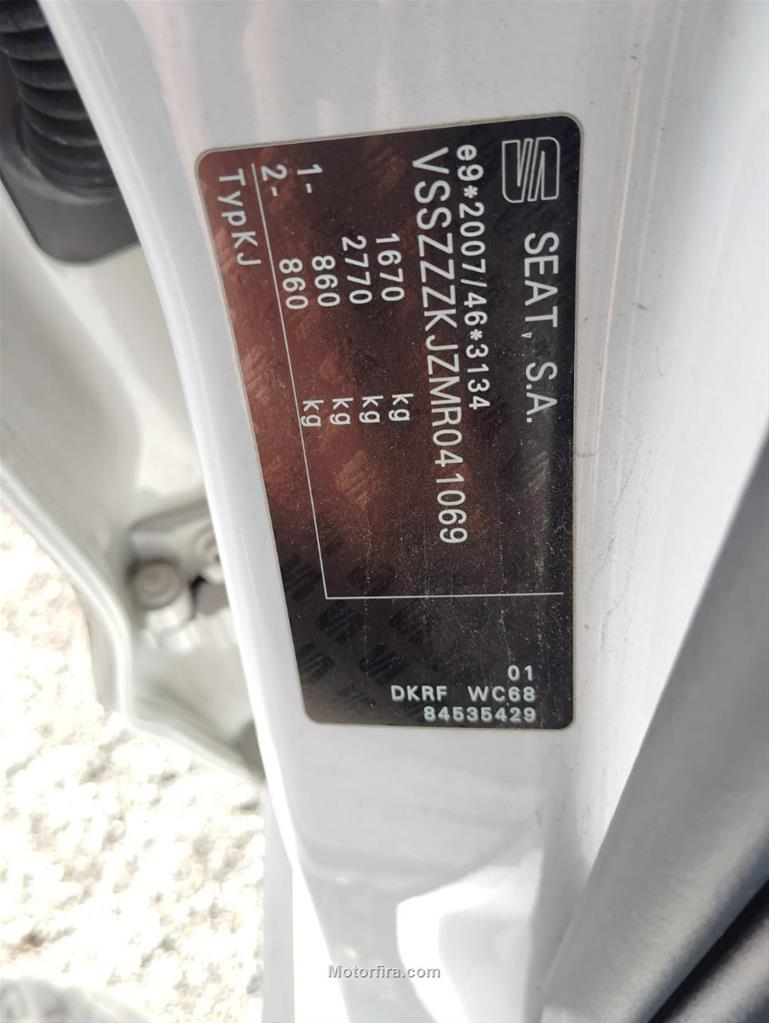 SEAT, S.A.
e9*2007/46*3134
VSSZZZKJZMR041069
1670 kg
2770 kg
1- 860 kg
2- 860 kg
TypKJ
01
DKRF WC68
84535429
Motorfira.com